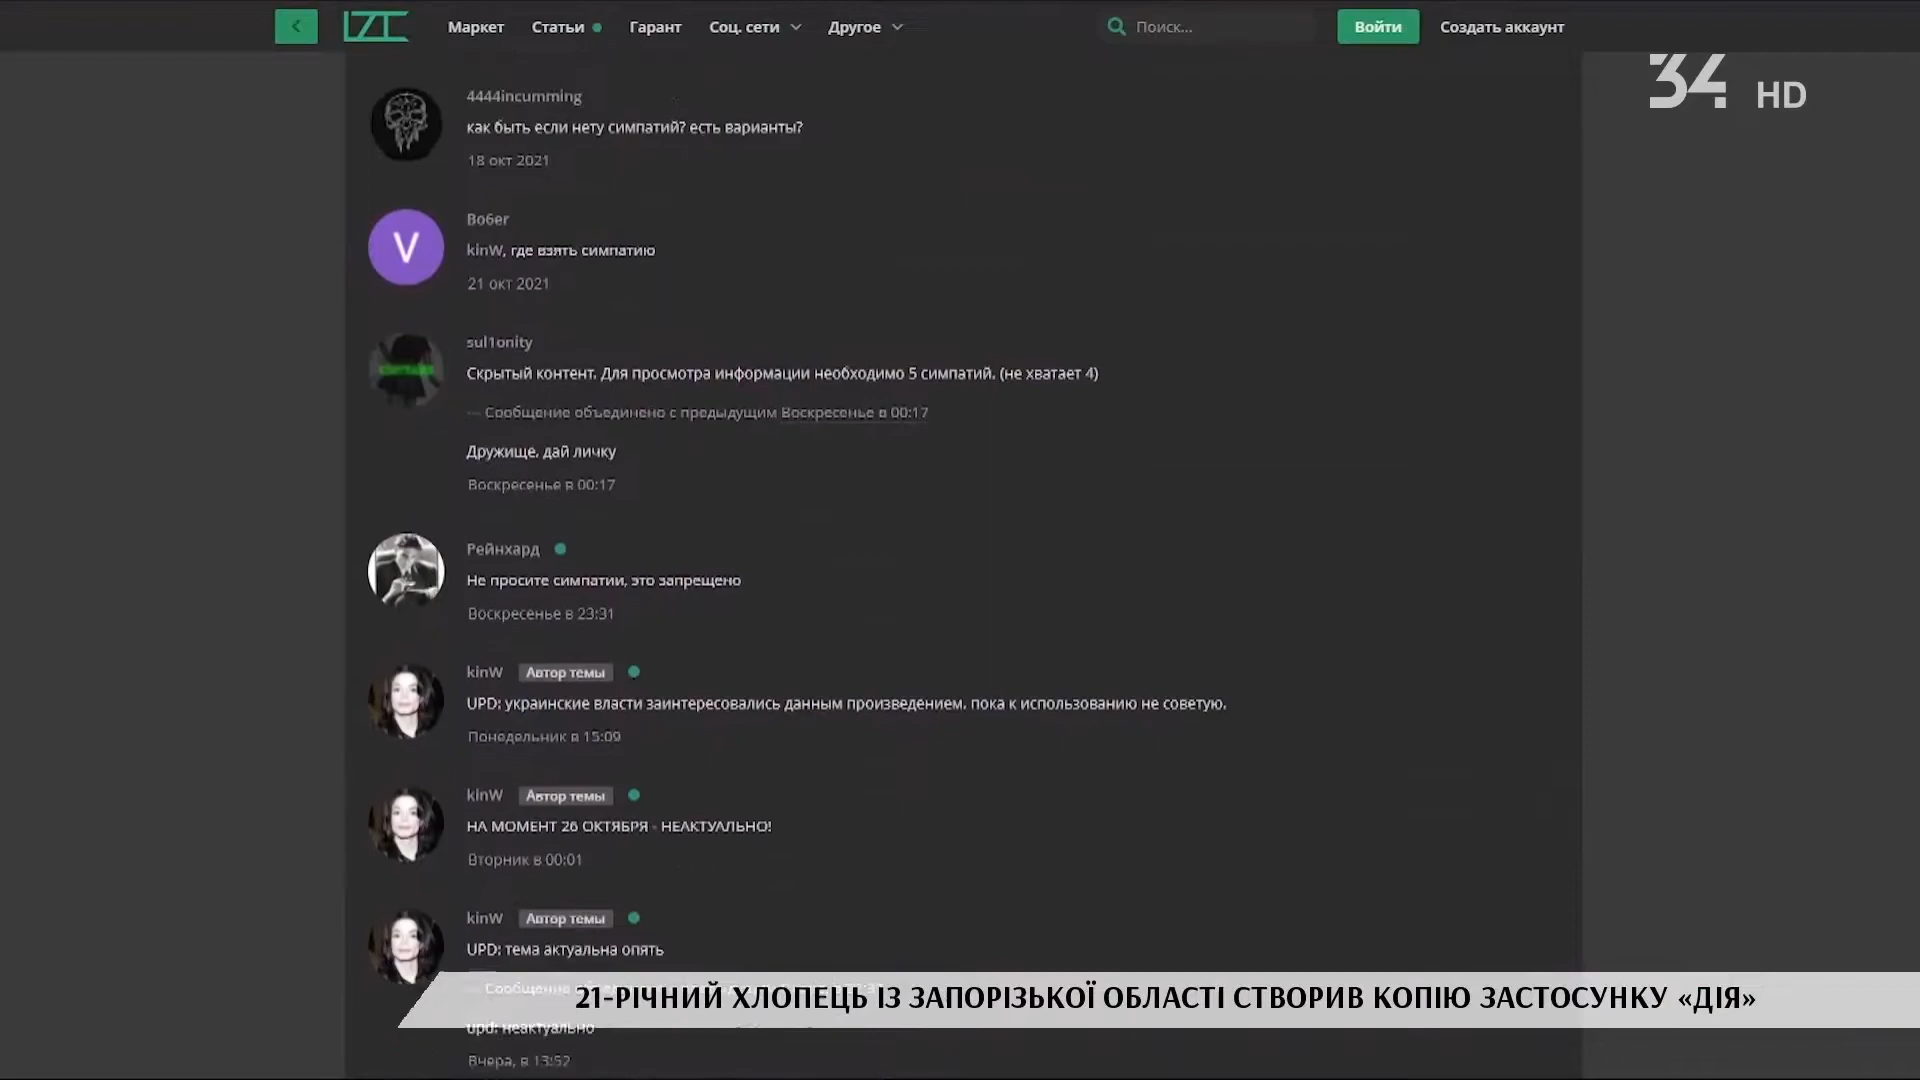 LZT Маркет Статьи Гарант Соц. сети Другое Поиск... Войти Создать аккаунт
34 HD
4444incumming
как быть если нету симпатий? есть варианты?
18 окт 2021
V
Во6er
kinW, где взять симпатию
21 окт 2021
sul1onity
Скрытый контент. Для просмотра информации необходимо 5 симпатий. (не хватает 4)
— Сообщение объединено с предыдущим Воскресенье в 00:17
Дружище, дай личку
Воскресенье в 00:17
Рейнхард
Не просите симпатии, это запрещено
Воскресенье в 23:31
kinW Автор темы
UPD: украинские власти заинтересовались данным произведением. пока к использованию не советую.
Понедельник в 15:09
kinW Автор темы
НА МОМЕНТ 26 ОКТЯБРЯ - НЕАКТУАЛЬНО!
Вторник в 00:01
kinW Автор темы
UPD: тема актуальна опять
Сообщение
21-РІЧНИЙ ХЛОПЕЦЬ ІЗ ЗАПОРІЗЬКОЇ ОБЛАСТІ СТВОРИВ КОПІЮ ЗАСТОСУНКУ «ДІЯ»
upd: неактуально
Вчера, в 13:52